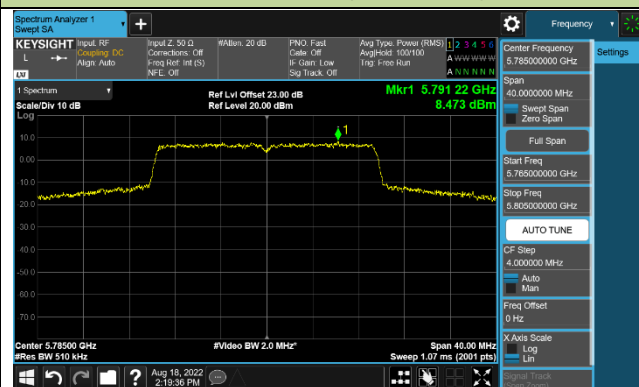 Spectrum Analyzer 1
Swept SA
Frequency
KEYSIGHT
L
LXI
Input: RF
Coupling: DC
Align: Auto
Input Z: 50 Ω
Corrections: Off
Freq Ref: Int (S)
NFE: Off
#Atten: 20 dB
PNO: Fast
Gate: Off
IF Gain: Low
Sig Track: Off
Avg Type: Power (RMS)
Avg|Hold: 100/100
Trig: Free Run
1 2 3 4 5 6
A W W W W W
A N N N N N
1 Spectrum
Scale/Div 10 dB
Log
Ref Lvl Offset 23.00 dB
Ref Level 20.00 dBm
Mkr1 5.791 22 GHz
8.473 dBm
1
10.0
0.00
-10.0
-20.0
-30.0
-40.0
-50.0
-60.0
-70.0
Center 5.78500 GHz
#Res BW 510 kHz
#Video BW 2.0 MHz*
Span 40.00 MHz
Sweep 1.07 ms (2001 pts)
Center Frequency
5.785000000 GHz
Settings
Span
40.0000000 MHz
Swept Span
Zero Span
Full Span
Start Freq
5.765000000 GHz
Stop Freq
5.805000000 GHz
AUTO TUNE
CF Step
4.000000 MHz
Auto
Man
Freq Offset
0 Hz
X Axis Scale
Log
Lin
Signal Track
(Span Zoom)
?
Aug 18, 2022
2:19:36 PM